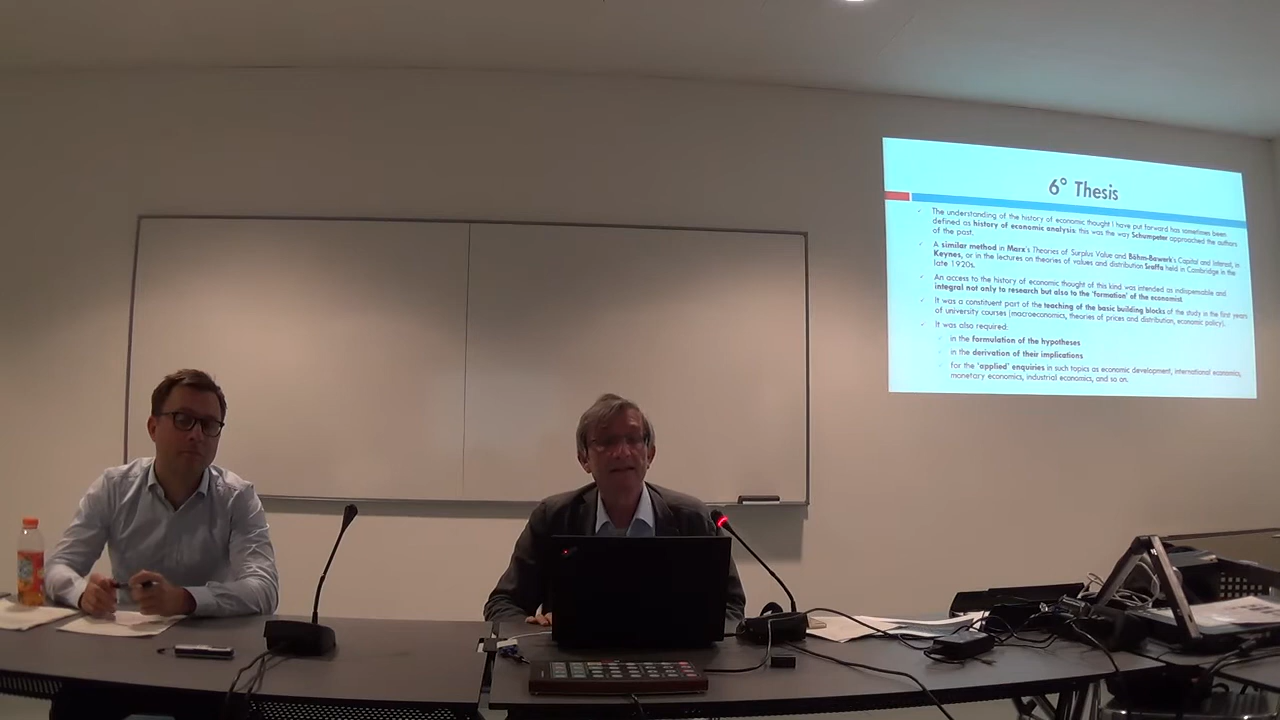 6° Thesis
The understanding of the history of economic thought I have put forward has sometimes been
defined as history of economic analysis: this was the way Schumpeter approached the authors
of the past.
A similar method in Marx's Theories of Surplus Value and Böhm-Bawerk's Capital and Interest, in
Keynes, or in the lectures on theories of values and distribution Sraffa held in Cambridge in the
late 1920s.
An access to the history of economic thought of this kind was intended as indispensable and
integral not only to research but also to the 'formation' of the economist
It was a constituent part of the teaching of the basic building blocks of the study in the first years
of university courses (macroeconomics, theories of prices and distribution, economic policy).
It was also required:
in the formulation of the hypotheses
in the derivation of their implications
for the 'applied' enquiries in such topics as economic development, international economics,
monetary economics, industrial economics, and so on.